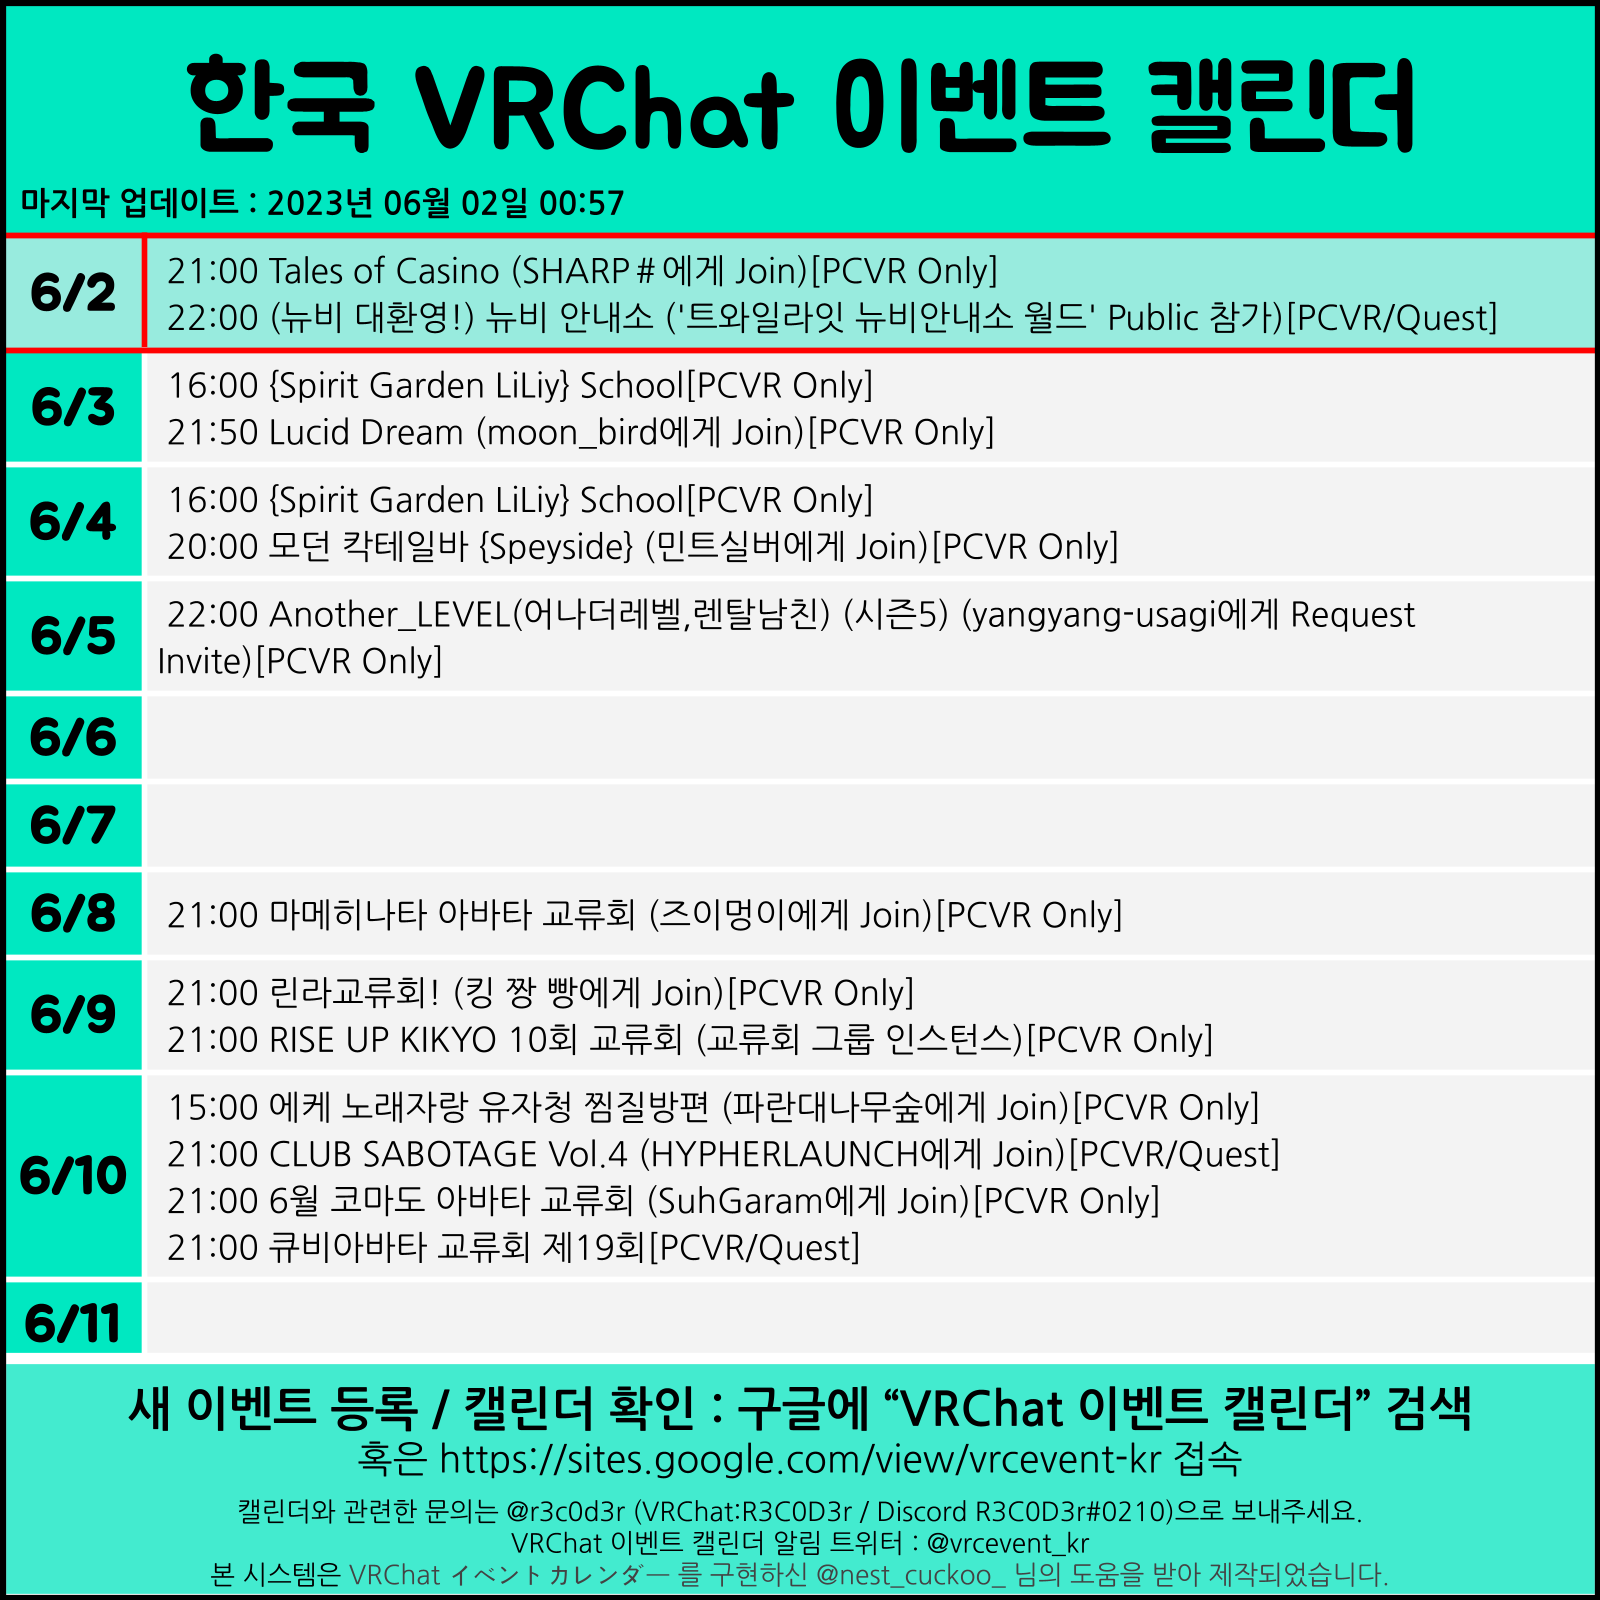 한국 VRChat 이벤트 캘린더
마지막 업데이트 : 2023년 06월 02일 00:57
6/2
21:00 Tales of Casino (SHARP#에게 Join)[PCVR Only]
22:00 (뉴비 대환영!) 뉴비 안내소 ('트와일라잇 뉴비안내소 월드' Public 참가)[PCVR/Quest]
6/3
16:00 {Spirit Garden LiLiy} School[PCVR Only]
21:50 Lucid Dream (moon_bird에게 Join)[PCVR Only]
6/4
16:00 {Spirit Garden LiLiy} School[PCVR Only]
20:00 모던 칵테일바 {Speyside} (민트실버에게 Join)[PCVR Only]
6/5
22:00 Another_LEVEL(어나더레벨,렌탈남친) (시즌5) (yangyang-usagi에게 Request
Invite)[PCVR Only]
6/6
6/7
6/8
21:00 마메히나타 아바타 교류회 (즈이멍이에게 Join)[PCVR Only]
6/9
21:00 린라교류회! (킹 짱 빵에게 Join)[PCVR Only]
21:00 RISE UP KIKYO 10회 교류회 (교류회 그룹 인스턴스)[PCVR Only]
6/10
15:00 에케 노래자랑 유자청 찜질방편 (파란대나무숲에게 Join)[PCVR Only]
21:00 CLUB SABOTAGE Vol.4 (HYPHERLAUNCH에게 Join)[PCVR/Quest]
21:00 6월 코마도 아바타 교류회 (SuhGaram에게 Join)[PCVR Only]
21:00 큐비아바타 교류회 제19회[PCVR/Quest]
6/11
새 이벤트 등록 / 캘린더 확인 : 구글에 “VRChat 이벤트 캘린더” 검색
혹은 https://sites.google.com/view/vrcevent-kr 접속
캘린더와 관련한 문의는 @r3c0d3r (VRChat:R3C0D3r / Discord R3C0D3r#0210)으로 보내주세요.
VRChat 이벤트 캘린더 알림 트위터 : @vrcevent_kr
본 시스템은 VRChat イベントカレンダー 를 구현하신 @nest_cuckoo_ 님의 도움을 받아 제작되었습니다.